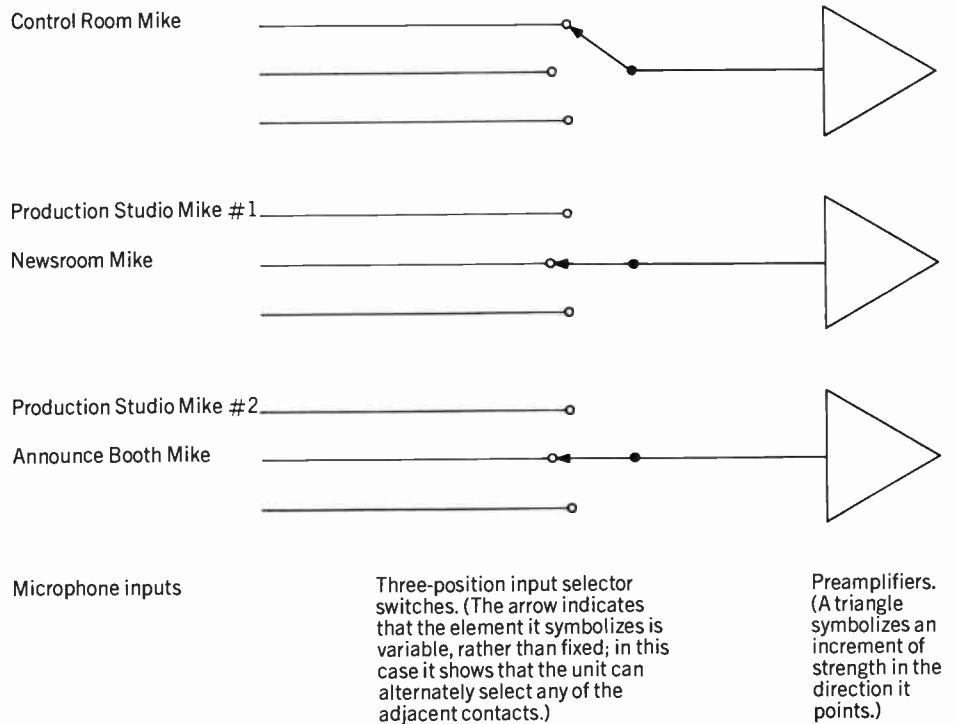 Control Room Mike
Production Studio Mike #1
Newsroom Mike
Production Studio Mike #2
Announce Booth Mike
Microphone inputs
Three-position input selector
switches. (The arrow indicates
that the element it symbolizes is
variable, rather than fixed; in this
case it shows that the unit can
alternately select any of the
adjacent contacts.)
Preamplifiers.
(A triangle
symbolizes an
increment of
strength in the
direction it
points.)